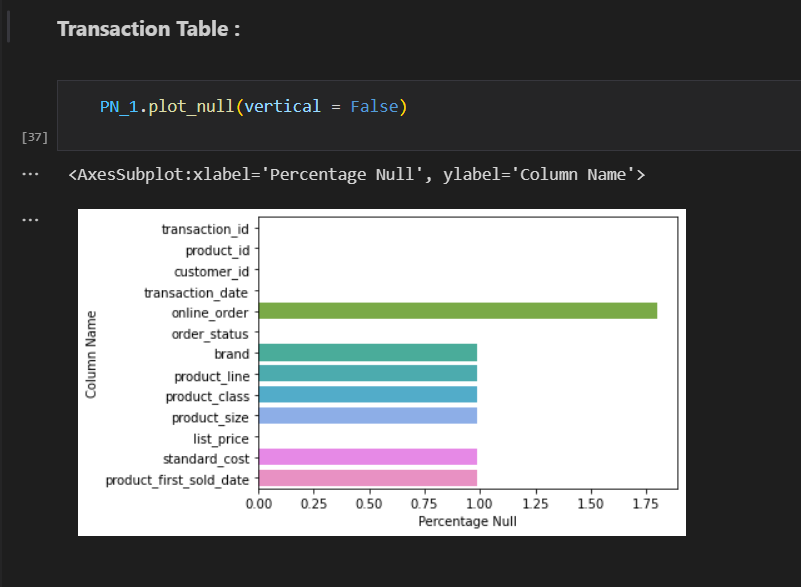 Transaction Table :
PN_1.plot_null(vertical = False)
[37]
... <AxesSubplot:xlabel='Percentage Null', ylabel='Column Name'>
...
transaction_id
product_id
customer_id
transaction_date
online_order
order_status
brand
product_line
product_class
product_size
list_price
standard_cost
product_first_sold_date
Column Name
0.00 0.25 0.50 0.75 1.00 1.25 1.50 1.75
Percentage Null